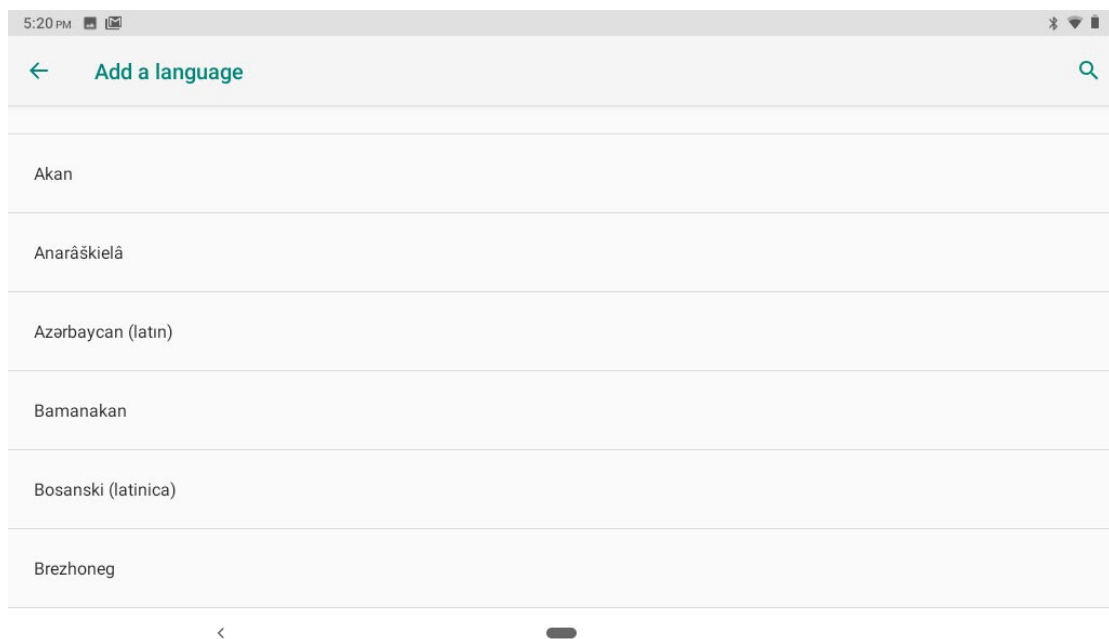 5:20 PM
Add a language
Akan
Anarâškielâ
Azərbaycan (latın)
Bamanakan
Bosanski (latinica)
Brezhoneg